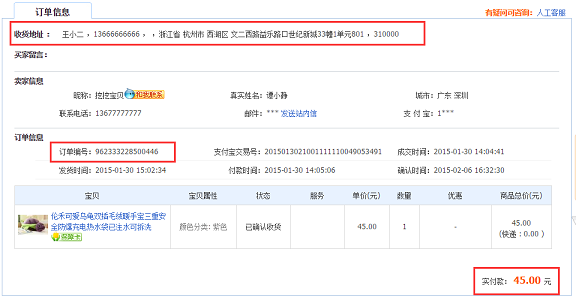 订单信息
有疑问可咨询：人工客服
收货地址： 王小二 ，13666666666 ， ，浙江省 杭州市 西湖区 文二西路益乐路口世纪新城33幢1单元801 ，310000
买家留言：
卖家信息
昵称：挖挖宝贝 和我联系 真实姓名：谭小静 城市：广东 深圳
联系电话：13677777777 邮件：*** 发送站内信 支 付 宝：1***
订单信息
订单编号：962333228500446 支付宝交易号：2015013021001111110049053491 成交时间：2015-01-30 14:04:41
发货时间：2015-01-30 15:02:34 付款时间：2015-01-30 14:05:06 确认时间：2015-02-06 16:32:30
宝贝 宝贝属性 状态 服务 单价(元) 数量 优惠 商品总价(元)
伦禾可爱乌龟双插毛绒暖手宝三重安 颜色分类: 紫色 已确认收货 45.00 1 - 45.00
全防爆充电热水袋已注水可拆洗 (快递：0.00 )
保障卡
实付款： 45.00 元